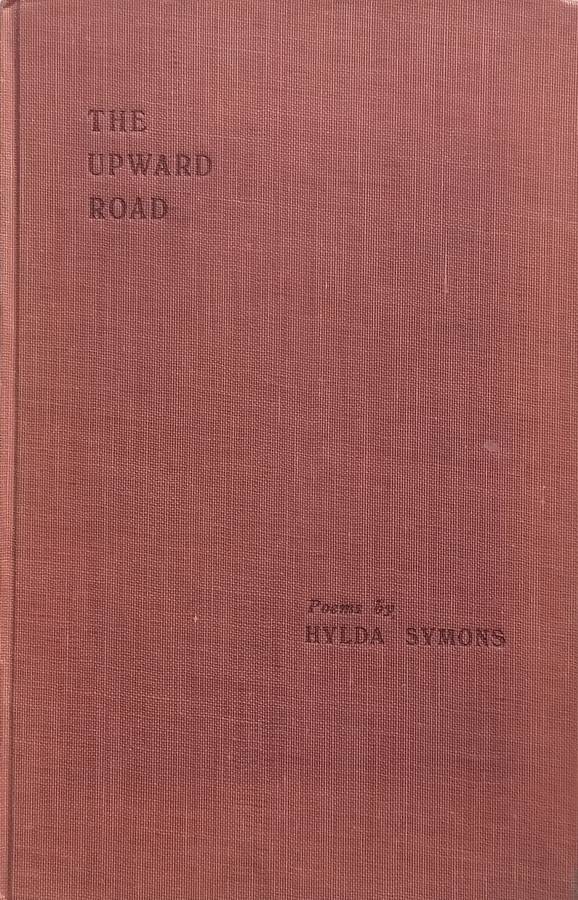 THE
UPWARD
ROAD
Poems by
HYLDA SYMONS